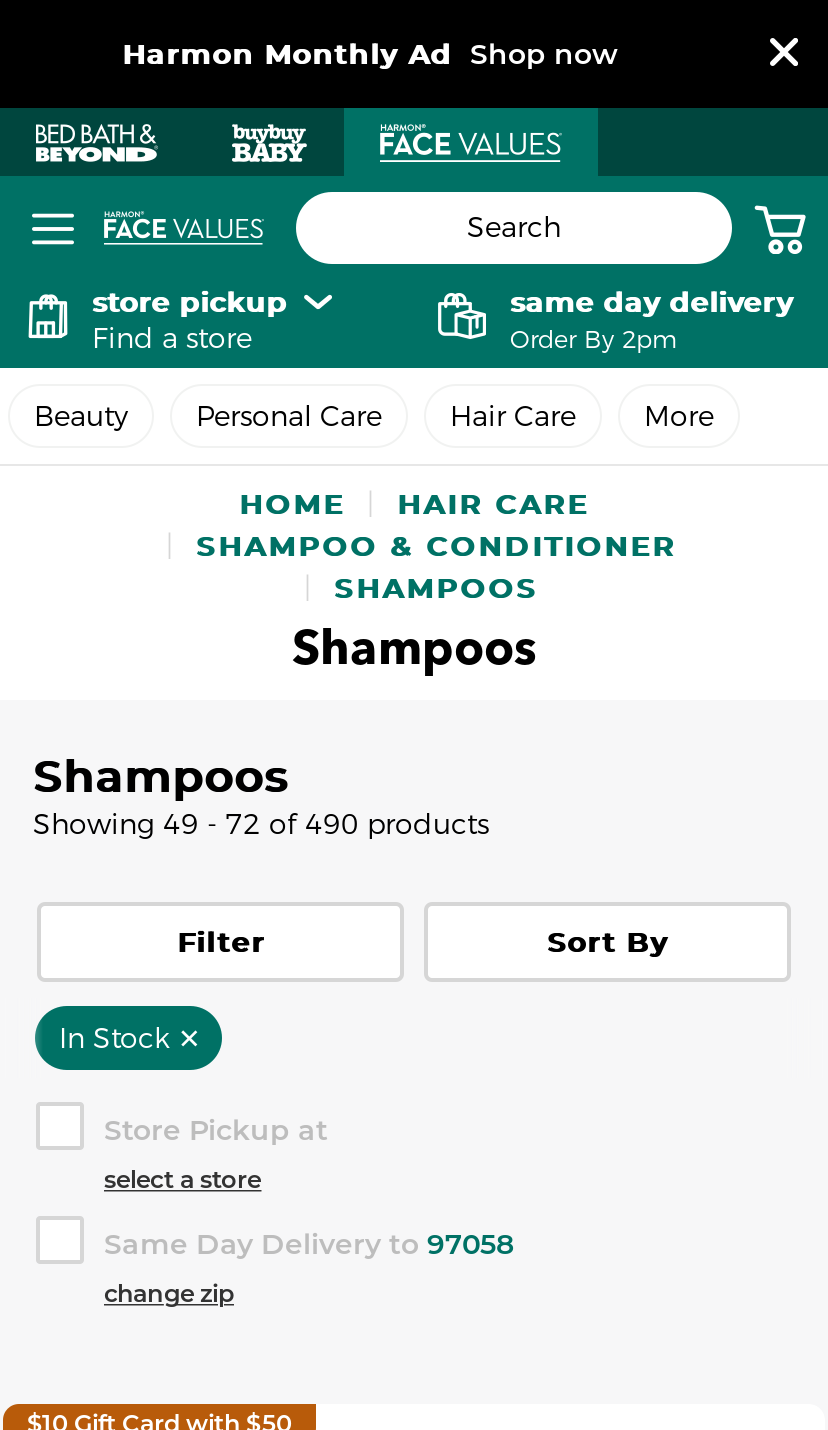 Harmon Monthly Ad Shop now
BED BATH & BEYOND
buybuy BABY
HARMON FACE VALUES
HARMON FACE VALUES
Search
store pickup
Find a store
same day delivery
Order By 2pm
Beauty
Personal Care
Hair Care
More
HOME | HAIR CARE
| SHAMPOO & CONDITIONER
| SHAMPOOS
Shampoos
Shampoos
Showing 49 - 72 of 490 products
Filter
Sort By
In Stock
Store Pickup at
select a store
Same Day Delivery to 97058
change zip
$10 Gift Card with $50